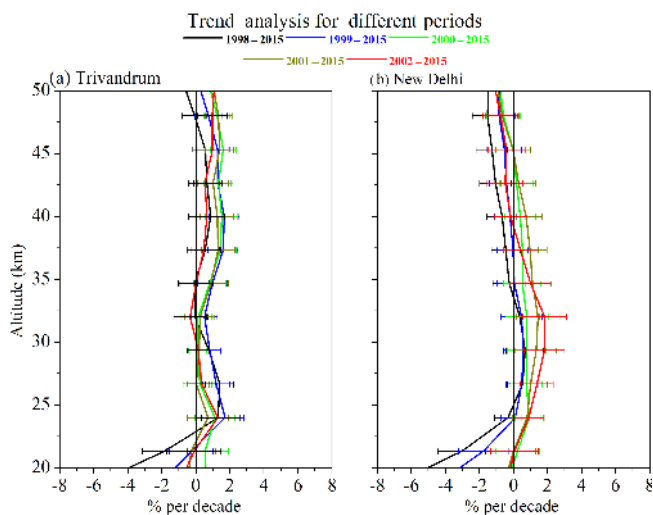 Trend analysis for different periods
1998–2015 1999–2015 2000–2015
2001–2015 2002–2015
(a) Trivandrum (b) New Delhi
50
45
40
35
30
25
20
Altitude (km)
-8 -6 -4 -2 0 2 4 6 8 -8 -6 -4 -2 0 2 4 6 8
% per decade % per decade